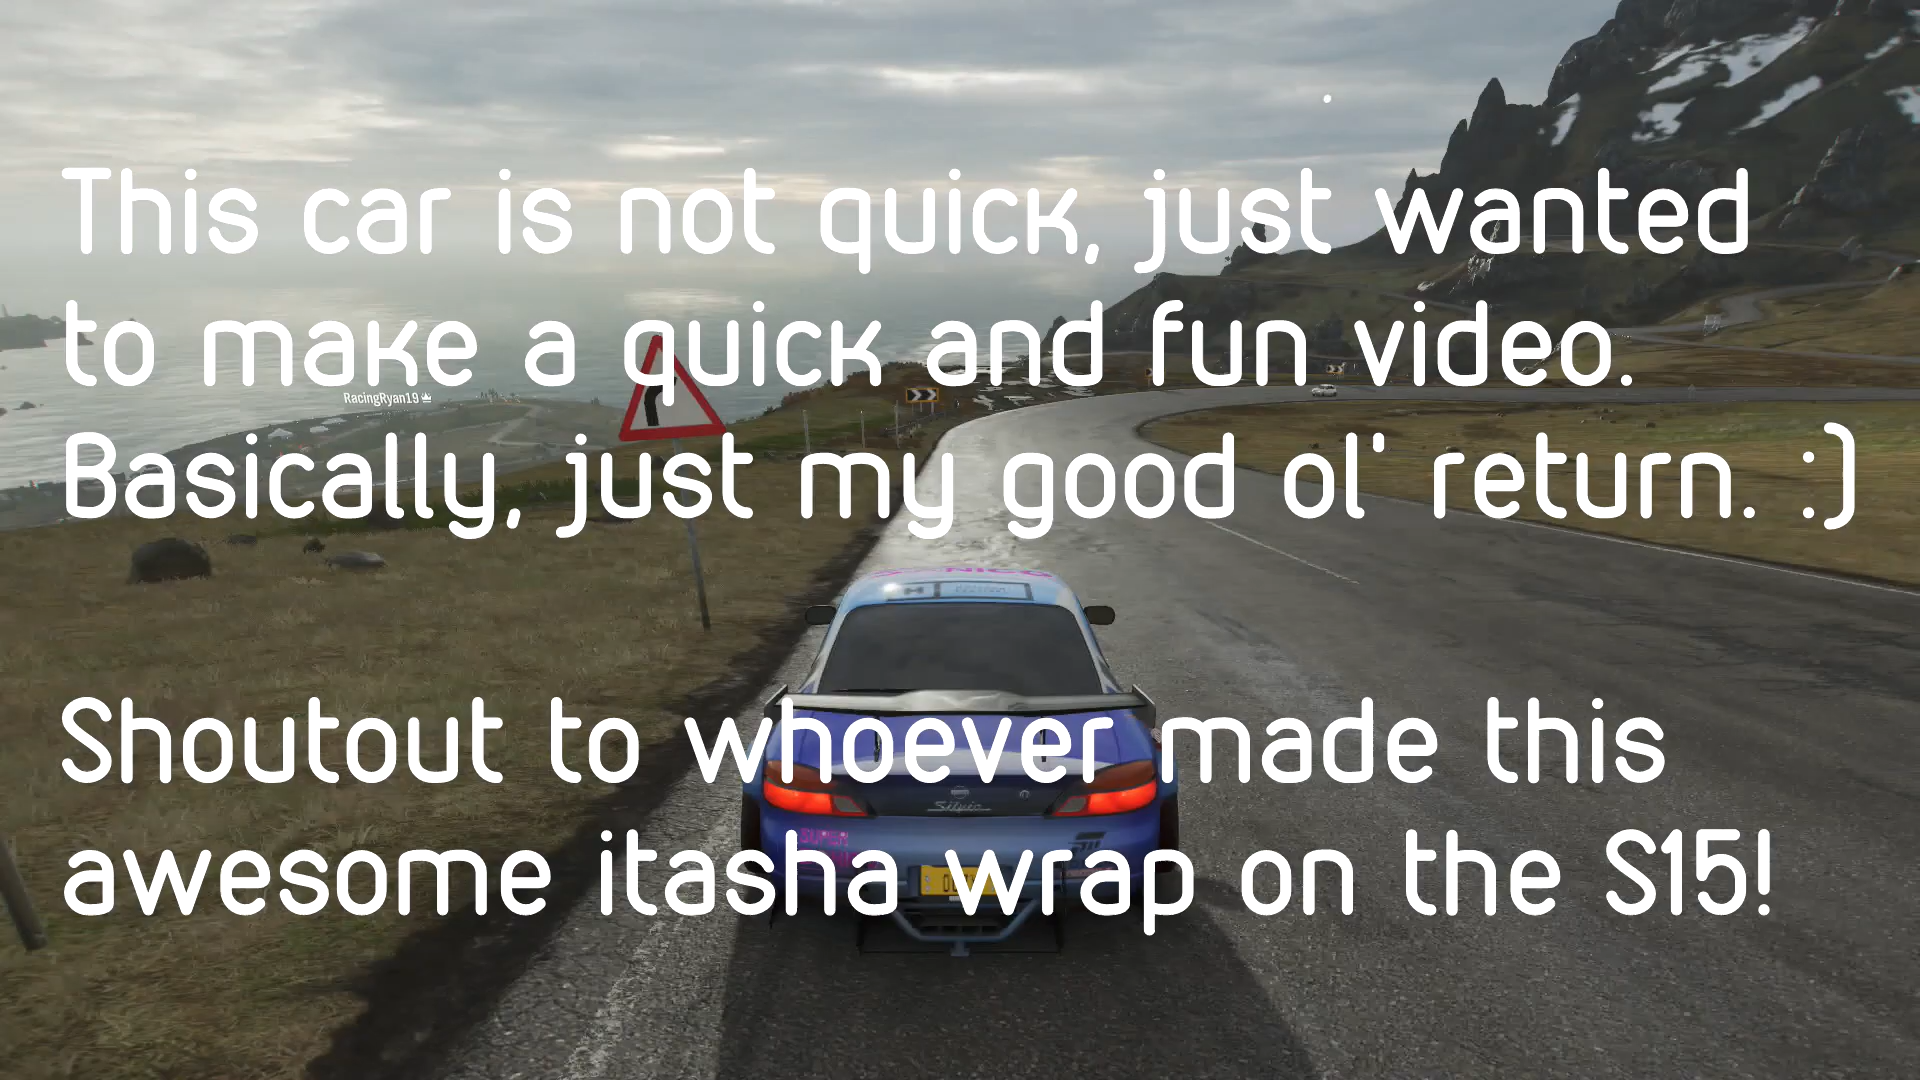 This car is not quick, just wanted
to make a quick and fun video.
RacingRyan19
Basically, just my good ol' return. :)
Shoutout to whoever made this
Silvia
SUPER
awesome itasha wrap on the S15!